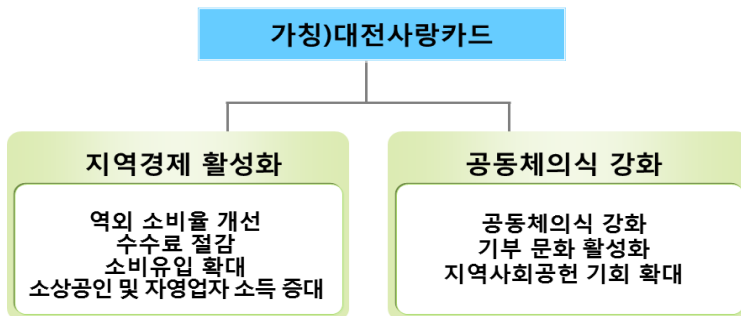 가칭)대전사랑카드
지역경제 활성화
역외 소비율 개선
수수료 절감
소비유입 확대
소상공인 및 자영업자 소득 증대
공동체의식 강화
공동체의식 강화
기부 문화 활성화
지역사회공헌 기회 확대